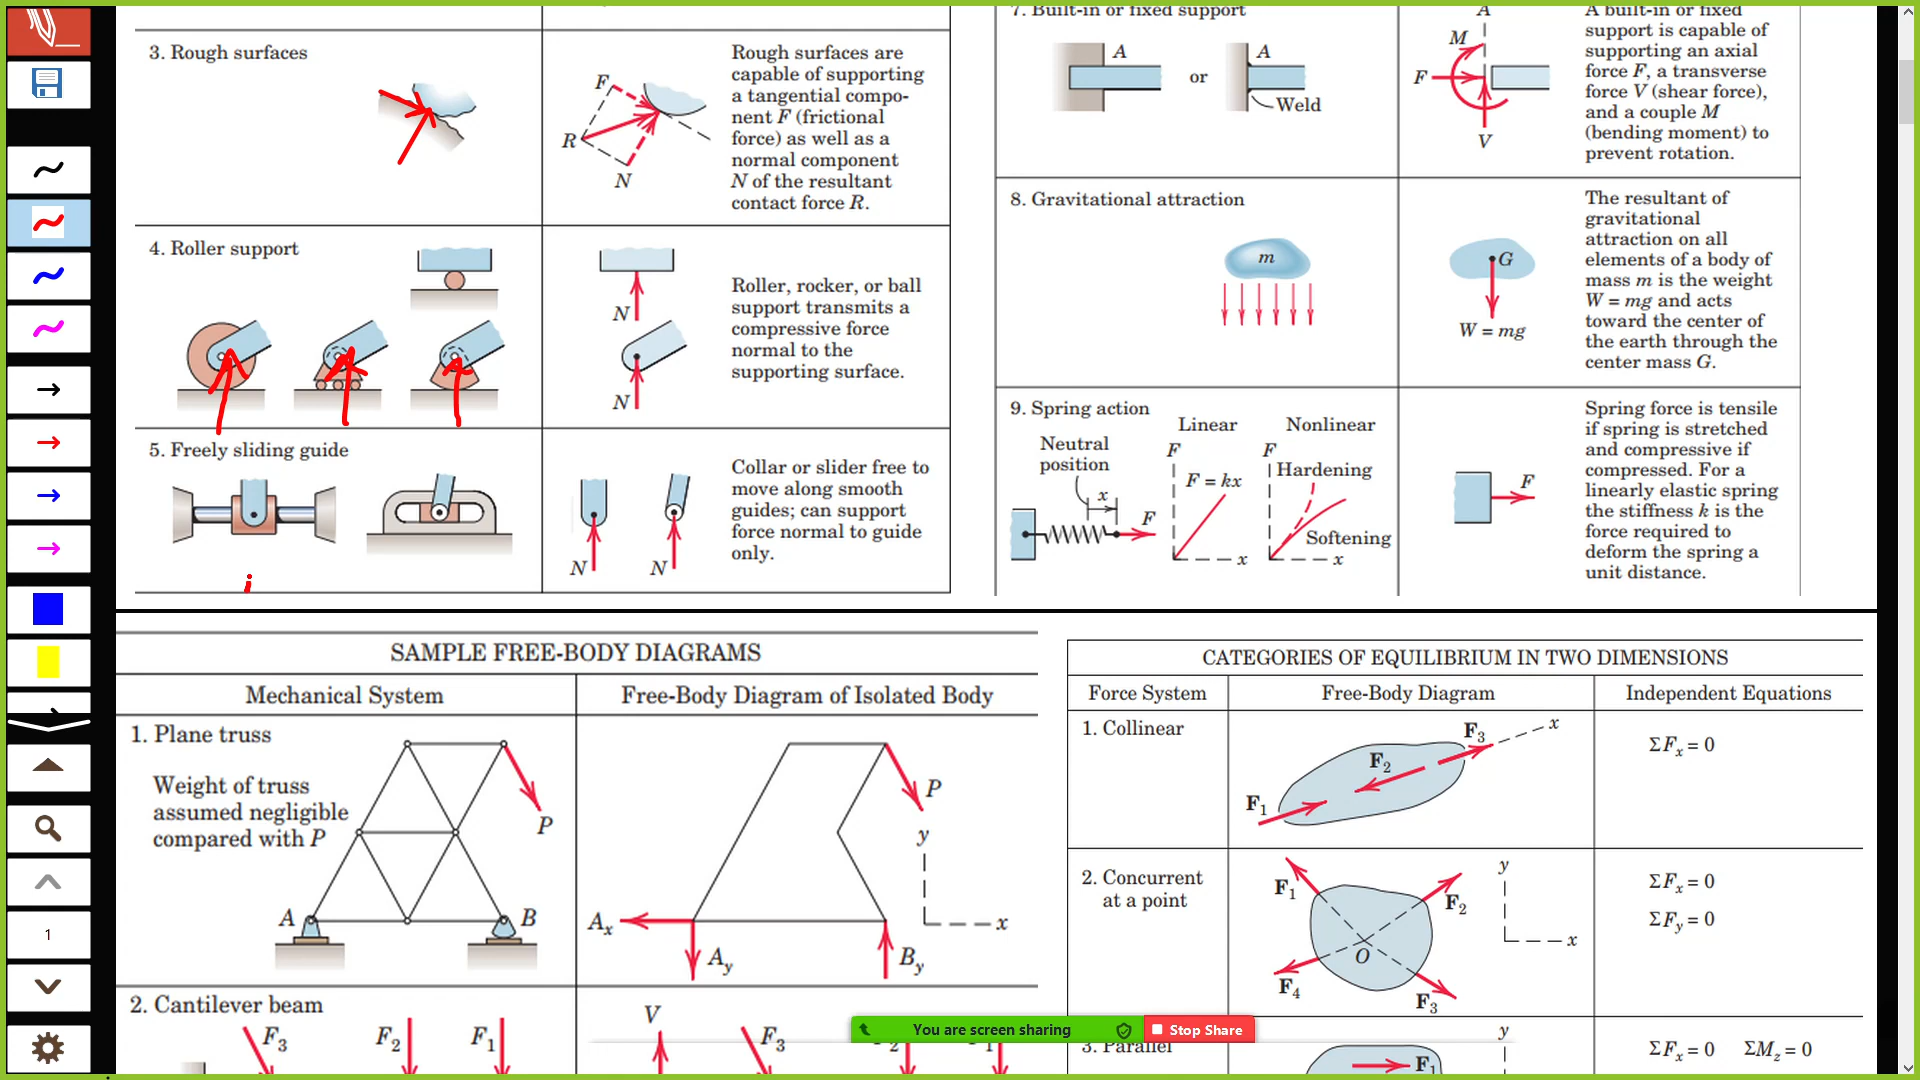 3. Rough surfaces
F
R
N
Rough surfaces are
capable of supporting
a tangential compo-
nent F (frictional
force) as well as a
normal component
N of the resultant
contact force R.
4. Roller support
N
N
Roller, rocker, or ball
support transmits a
compressive force
normal to the
supporting surface.
5. Freely sliding guide
N
N
Collar or slider free to
move along smooth
guides; can support
force normal to guide
only.
7. Built-in or fixed support
A
or
A
Weld
A
M
F
V
A built-in or fixed
support is capable of
supporting an axial
force F, a transverse
force V (shear force),
and a couple M
(bending moment) to
prevent rotation.
8. Gravitational attraction
m
G
W = mg
The resultant of
gravitational
attraction on all
elements of a body of
mass m is the weight
W = mg and acts
toward the center of
the earth through the
center mass G.
9. Spring action
Neutral
position
x
F
Linear
F
F = kx
x
Nonlinear
F
Hardening
Softening
x
F
Spring force is tensile
if spring is stretched
and compressive if
compressed. For a
linearly elastic spring
the stiffness k is the
force required to
deform the spring a
unit distance.
SAMPLE FREE-BODY DIAGRAMS
Mechanical System
Free-Body Diagram of Isolated Body
1. Plane truss
Weight of truss
assumed negligible
compared with P
P
A
B
P
y
x
Ax
Ay
By
2. Cantilever beam
F3
F2
F1
V
F3
CATEGORIES OF EQUILIBRIUM IN TWO DIMENSIONS
Force System
Free-Body Diagram
Independent Equations
1. Collinear
F1
F2
F3
x
ΣFx = 0
2. Concurrent
at a point
F1
F2
O
F4
F3
y
x
ΣFx = 0
ΣFy = 0
3. Parallel
F1
y
ΣFx = 0 ΣMz = 0
You are screen sharing
Stop Share
1